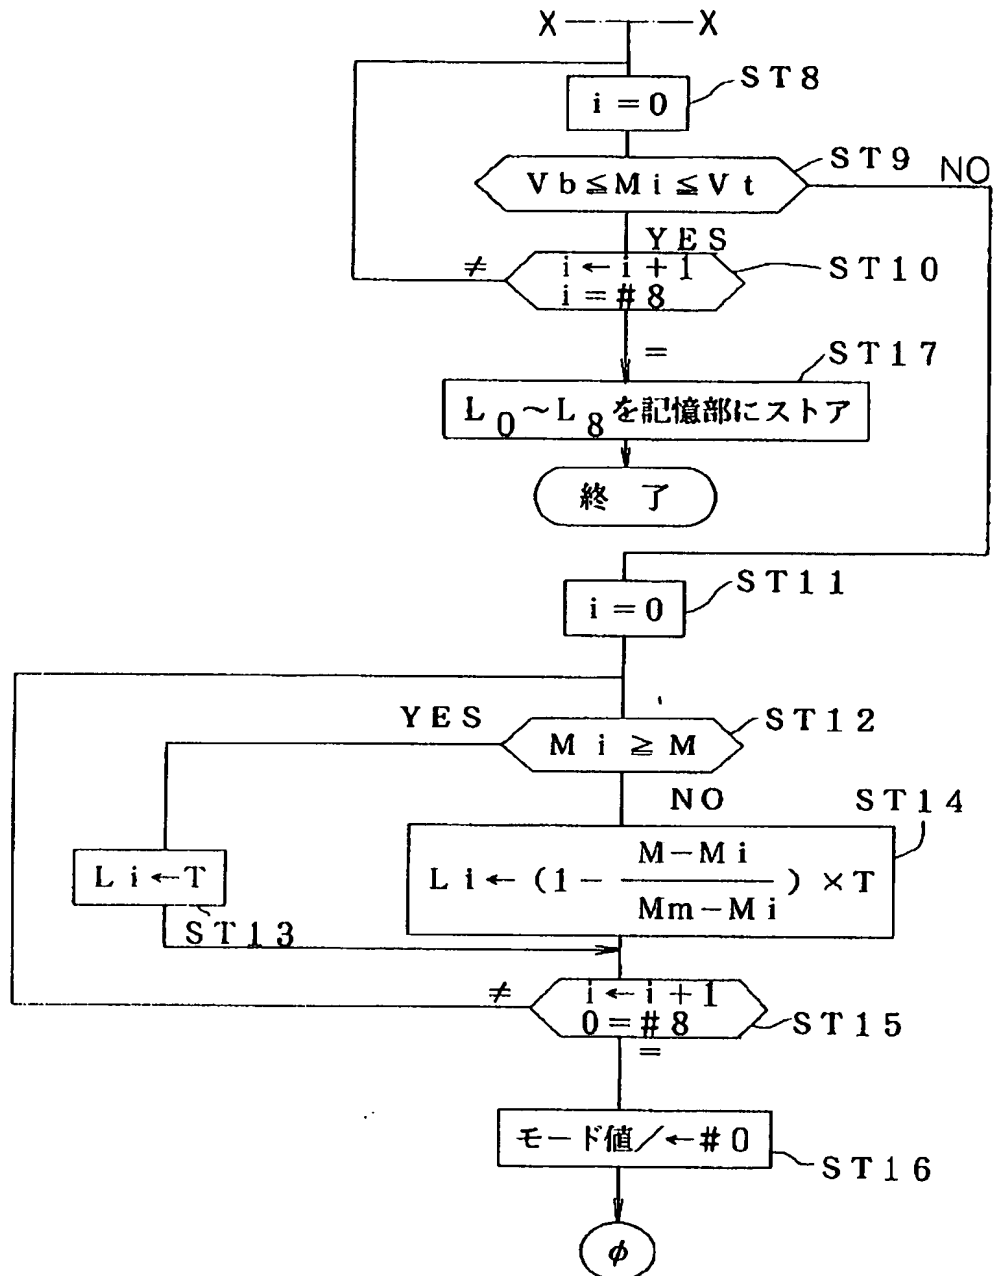 X X
ST8
i=0
ST9
NO
Vb≦Mi≦Vt
YES
≠
i←i+1
i=#8
ST10
=
ST17
L0～L8を記憶部にストア
終 了
ST11
i=0
YES
ST12
Mi≧M
NO
ST14
Li←(1-(M-Mi)/(Mm-Mi))×T
Li←T
ST13
≠
i←i+1
0=#8
ST15
=
モード値/←#0
ST16
φ